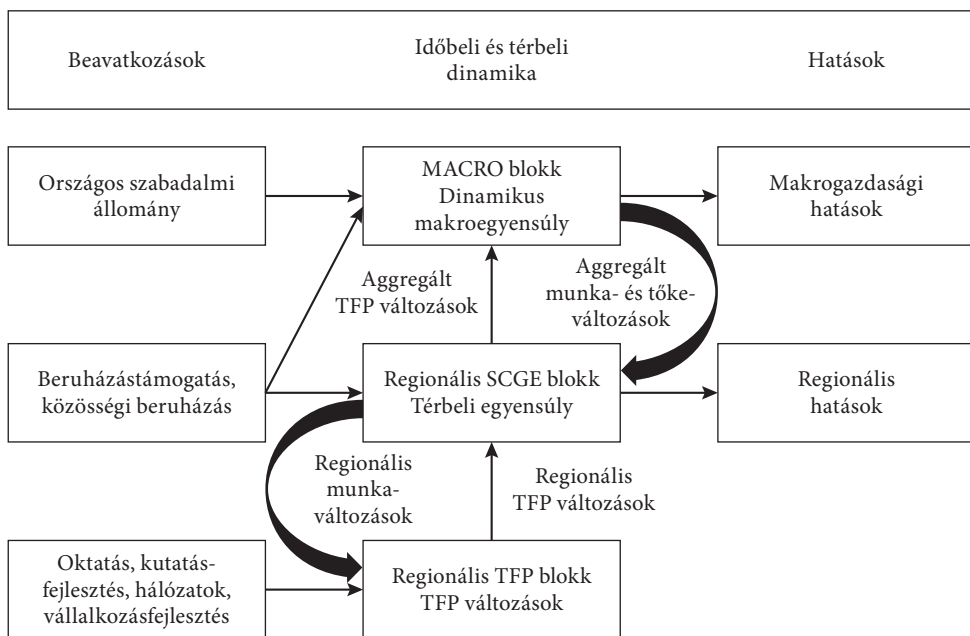 Beavatkozások
Időbeli és térbeli
dinamika
Hatások
Országos szabadalmi
állomány
MACRO blokk
Dinamikus
makroegyensúly
Makrogazdasági
hatások
Aggregált
TFP változások
Aggregált
munka- és tőke-
változások
Beruházástámogatás,
közösségi beruházás
Regionális SCGE blokk
Térbeli egyensúly
Regionális
hatások
Regionális
munka-
változások
Regionális
TFP változások
Oktatás, kutatás-
fejlesztés, hálózatok,
vállalkozásfejlesztés
Regionális TFP blokk
TFP változások